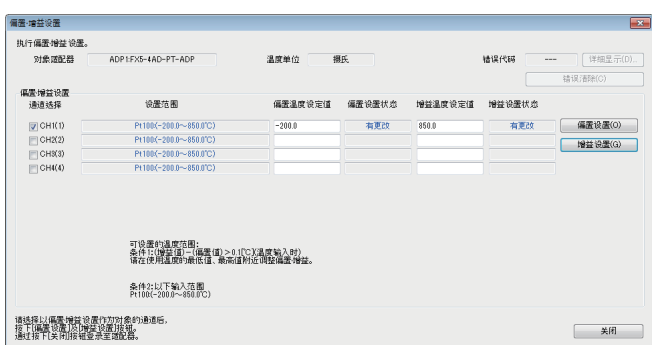 偏置·增益设置
执行偏置·增益设置。
对象适配器 ADP1:FX5-4AD-PT-ADP 温度单位 摄氏 错误代码 --- 详细显示(D)...
错误清除(C)
偏置·增益设置
通道选择 设置范围 偏置温度设定值 偏置设置状态 增益温度设定值 增益设置状态
CH1(1) Pt100(-200.0～850.0℃) -200.0 有更改 850.0 有更改 偏置设置(O)
CH2(2) Pt100(-200.0～850.0℃) 增益设置(G)
CH3(3) Pt100(-200.0～850.0℃)
CH4(4) Pt100(-200.0～850.0℃)
可设置的温度范围:
条件1:(增益值)-(偏置值)>0.1[℃](温度输入时)
请在使用温度的最低值、最高值附近调整偏置·增益。
条件2:以下输入范围
Pt100(-200.0～850.0℃)
请选择以偏置·增益设置作为对象的通道后，
按下[偏置设置]及[增益设置]按钮。
通过按下[关闭]按钮登录至适配器。
关闭